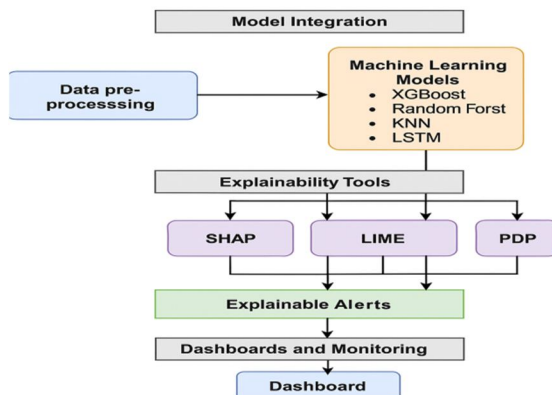 Model Integration
Data pre-
processsing
Machine Learning
Models
• XGBoost
• Random Forst
• KNN
• LSTM
Explainability Tools
SHAP
LIME
PDP
Explainable Alerts
Dashboards and Monitoring
Dashboard